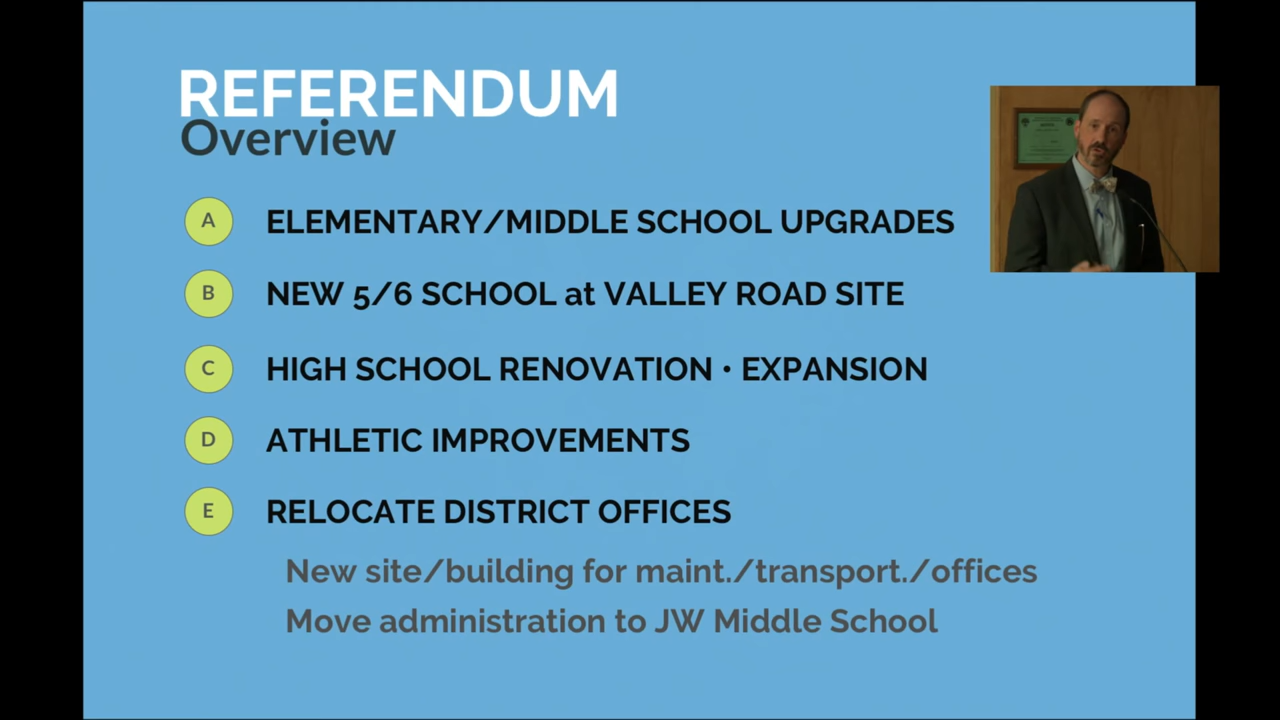 REFERENDUM
Overview
A ELEMENTARY/MIDDLE SCHOOL UPGRADES
B NEW 5/6 SCHOOL at VALLEY ROAD SITE
C HIGH SCHOOL RENOVATION • EXPANSION
D ATHLETIC IMPROVEMENTS
E RELOCATE DISTRICT OFFICES
New site/building for maint./transport./offices
Move administration to JW Middle School